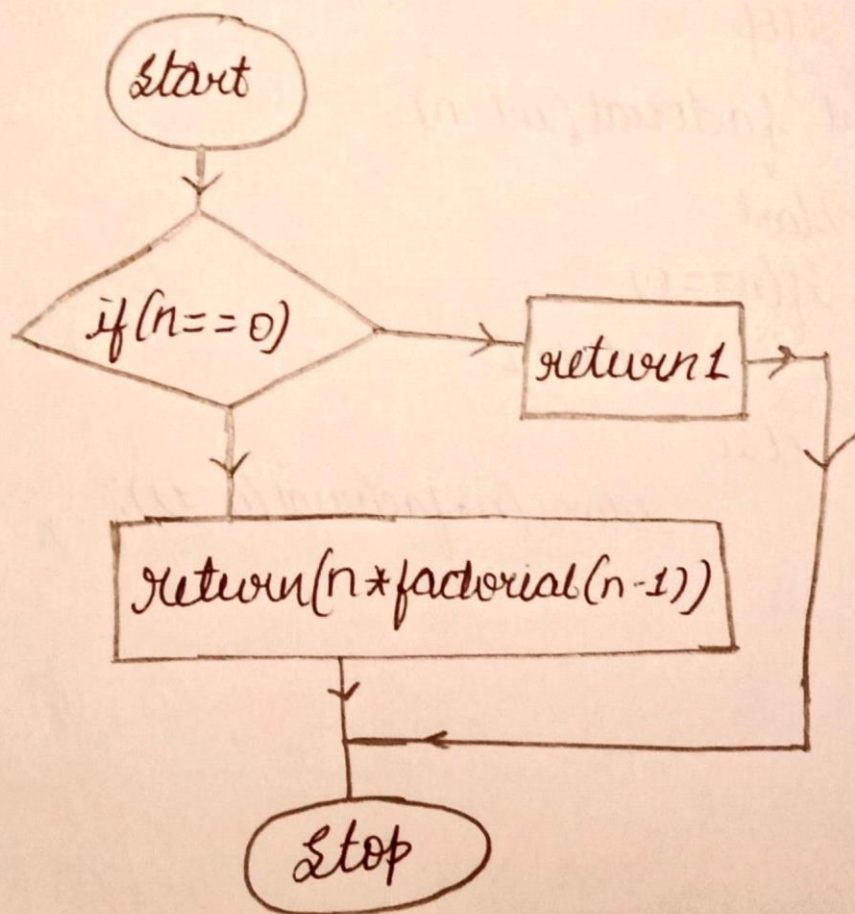 Start
if(n==0)
return1
return(n*factorial(n-1))
Stop